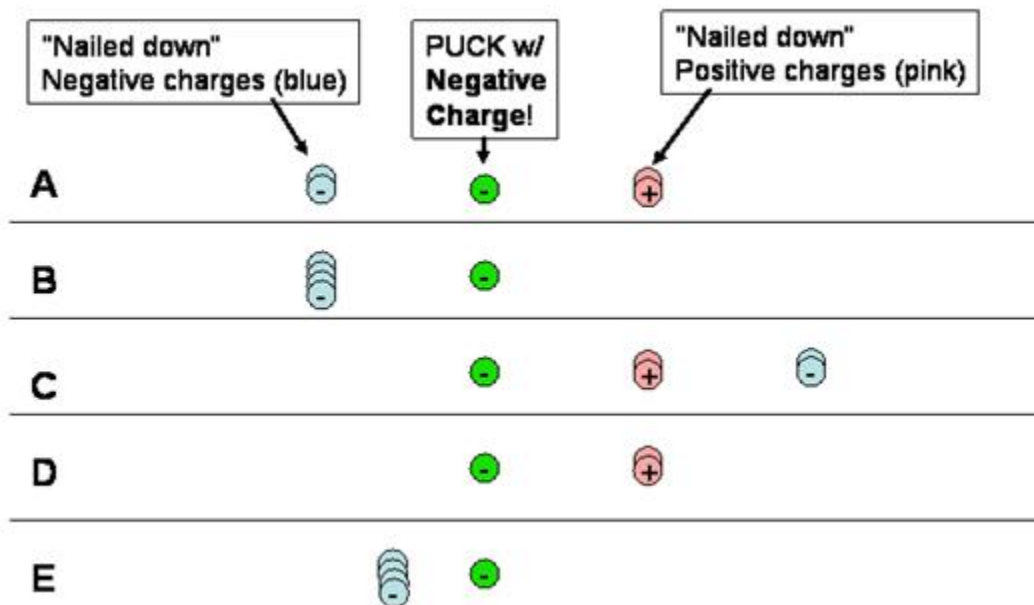 "Nailed down"
Negative charges (blue)
PUCK w/
Negative
Charge!
"Nailed down"
Positive charges (pink)
A
-
-
+
B
-
-
C
-
+
-
D
-
+
E
-
-